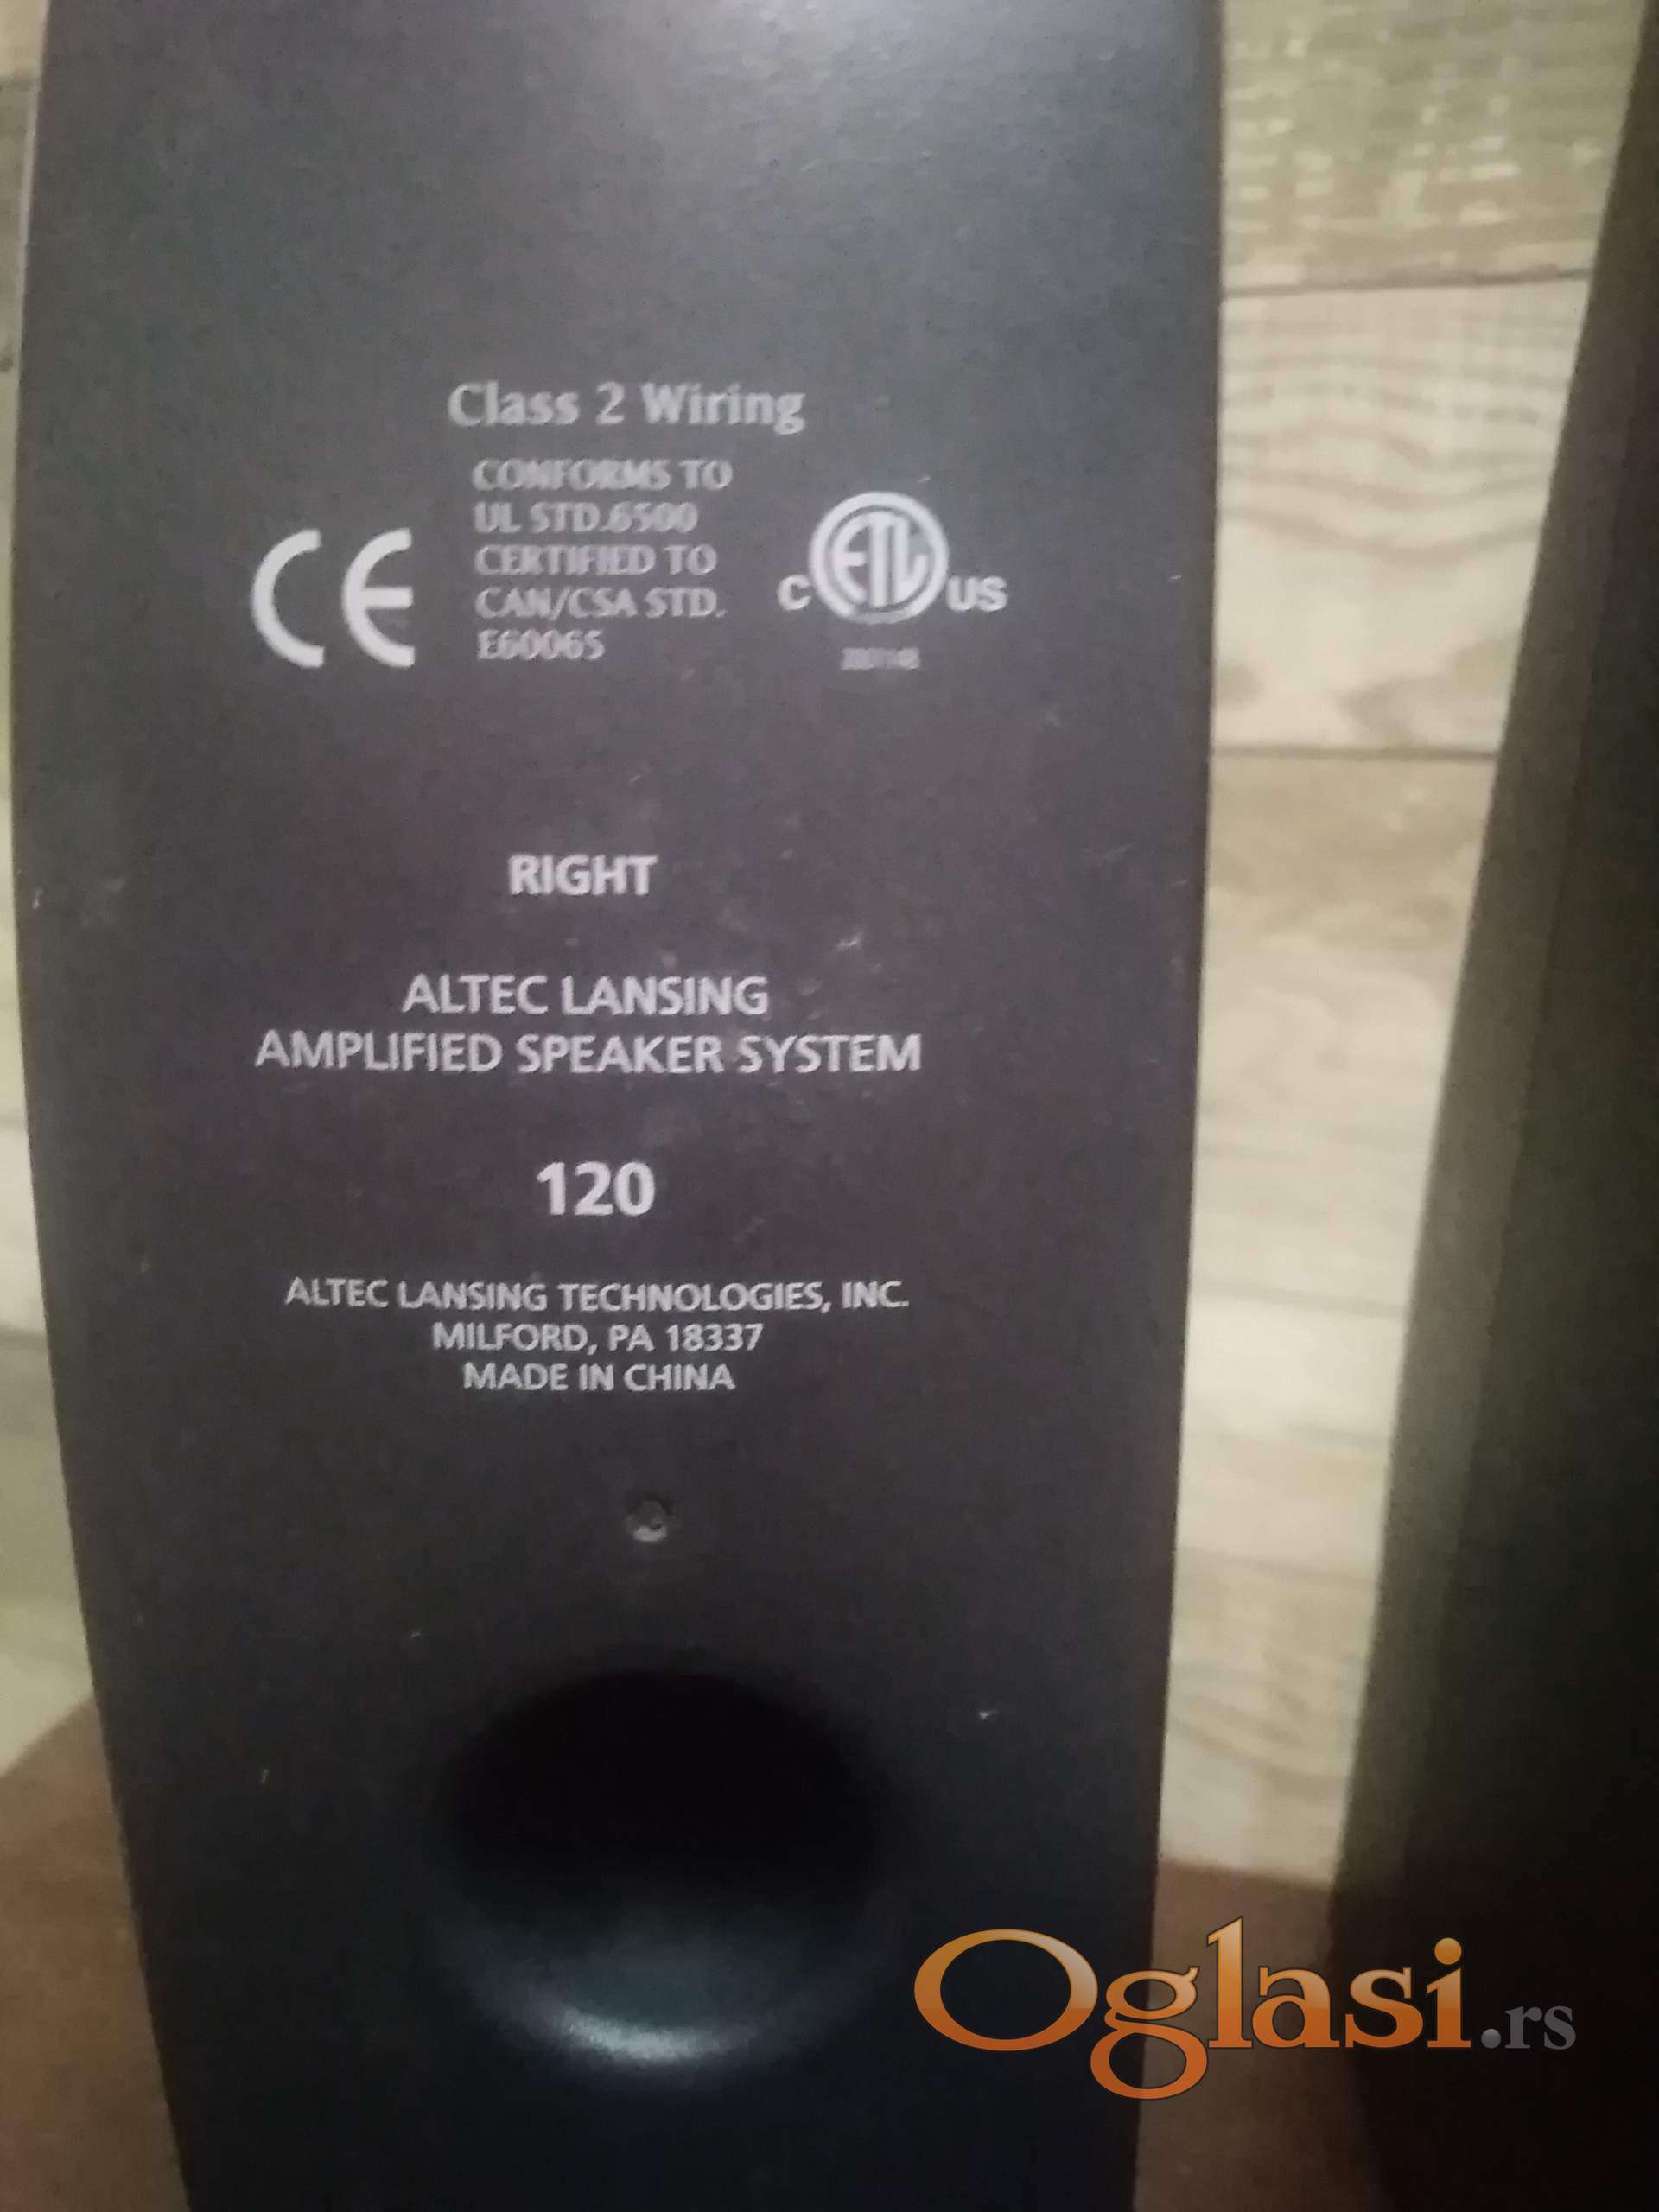 Class 2 Wiring
CE
CONFORMS TO
UL STD.6500
CERTIFIED TO
CAN/CSA STD.
E60065
C ETL US
RIGHT
ALTEC LANSING
AMPLIFIED SPEAKER SYSTEM
120
ALTEC LANSING TECHNOLOGIES, INC.
MILFORD, PA 18337
MADE IN CHINA
Oglasi.rs